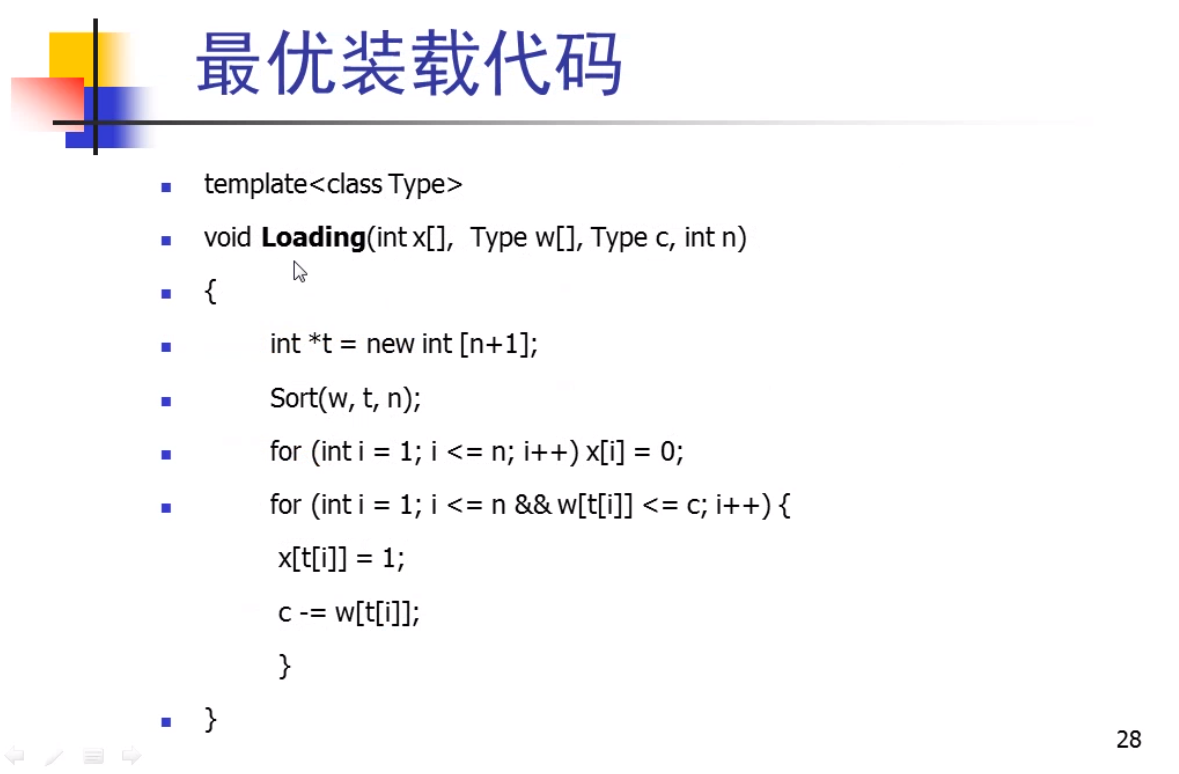 最优装载代码
template<class Type>
void Loading(int x[], Type w[], Type c, int n)
{
int *t = new int [n+1];
Sort(w, t, n);
for (int i = 1; i <= n; i++) x[i] = 0;
for (int i = 1; i <= n && w[t[i]] <= c; i++) {
x[t[i]] = 1;
c -= w[t[i]];
}
}
28